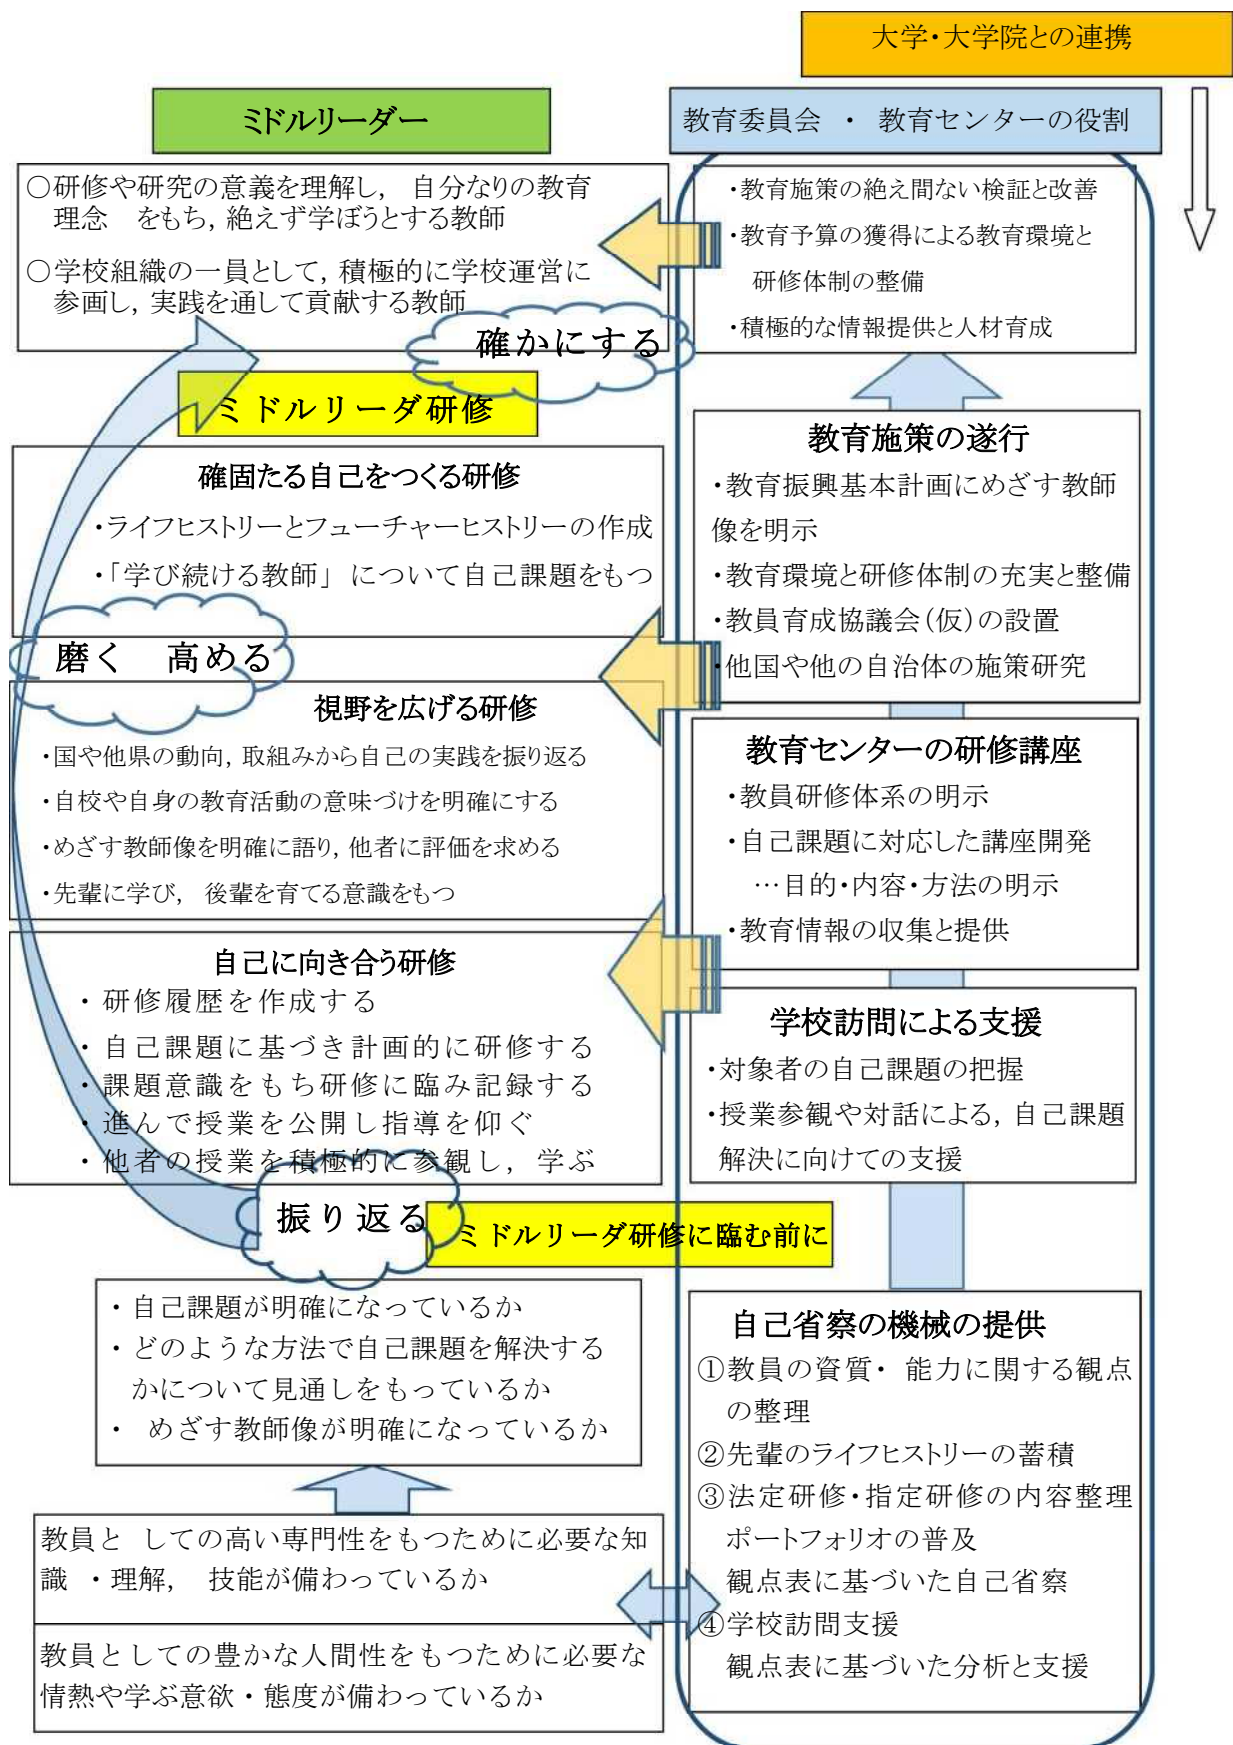 大学・大学院との連携
ミドルリーダー
教育委員会 ・ 教育センターの役割
○研修や研究の意義を理解し, 自分なりの教育
理念 をもち, 絶えず学ぼうとする教師
○学校組織の一員として, 積極的に学校運営に
参画し, 実践を通して貢献する教師
確かにする
・教育施策の絶え間ない検証と改善
・教育予算の獲得による教育環境と
研修体制の整備
・積極的な情報提供と人材育成
ミドルリーダ研修
確固たる自己をつくる研修
・ライフヒストリーとフューチャーヒストリーの作成
・「学び続ける教師」について自己課題をもつ
磨く 高める
教育施策の遂行
・教育振興基本計画にめざす教師
像を明示
・教育環境と研修体制の充実と整備
・教員育成協議会(仮)の設置
・他国や他の自治体の施策研究
視野を広げる研修
・国や他県の動向, 取組みから自己の実践を振り返る
・自校や自身の教育活動の意味づけを明確にする
・めざす教師像を明確に語り, 他者に評価を求める
・先輩に学び, 後輩を育てる意識をもつ
教育センターの研修講座
・教員研修体系の明示
・自己課題に対応した講座開発
…目的・内容・方法の明示
・教育情報の収集と提供
自己に向き合う研修
・研修履歴を作成する
・自己課題に基づき計画的に研修する
・課題意識をもち研修に臨み記録する
・進んで授業を公開し指導を仰ぐ
・他者の授業を積極的に参観し, 学ぶ
学校訪問による支援
・対象者の自己課題の把握
・授業参観や対話による, 自己課題
解決に向けての支援
振り返る
ミドルリーダ研修に臨む前に
・自己課題が明確になっているか
・どのような方法で自己課題を解決する
かについて見通しをもっているか
・ めざす教師像が明確になっているか
自己省察の機械の提供
①教員の資質・ 能力に関する観点
の整理
②先輩のライフヒストリーの蓄積
③法定研修・指定研修の内容整理
ポートフォリオの普及
観点表に基づいた自己省察
④学校訪問支援
観点表に基づいた分析と支援
教員と しての高い専門性をもつために必要な知
識 ・理解, 技能が備わっているか
教員としての豊かな人間性をもつために必要な
情熱や学ぶ意欲・態度が備わっているか